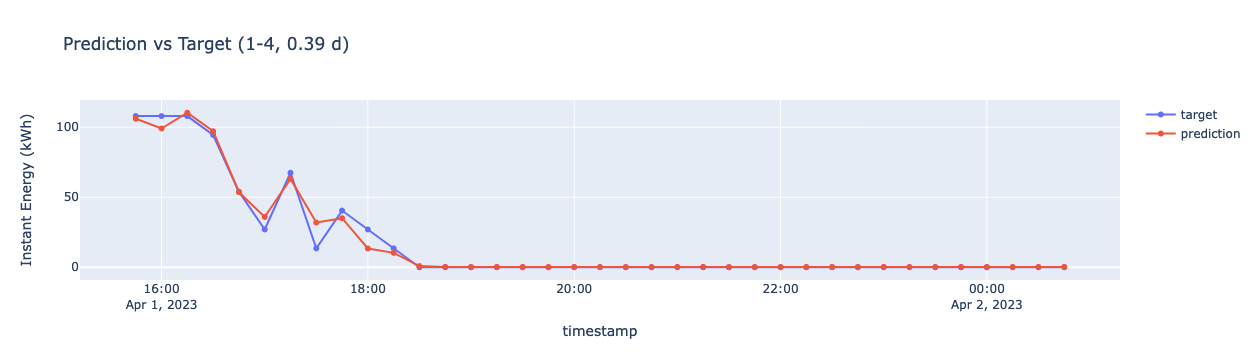 Prediction vs Target (1-4, 0.39 d)
target
prediction
Instant Energy (kWh)
100
50
0
16:00
Apr 1, 2023
18:00
20:00
22:00
00:00
Apr 2, 2023
timestamp